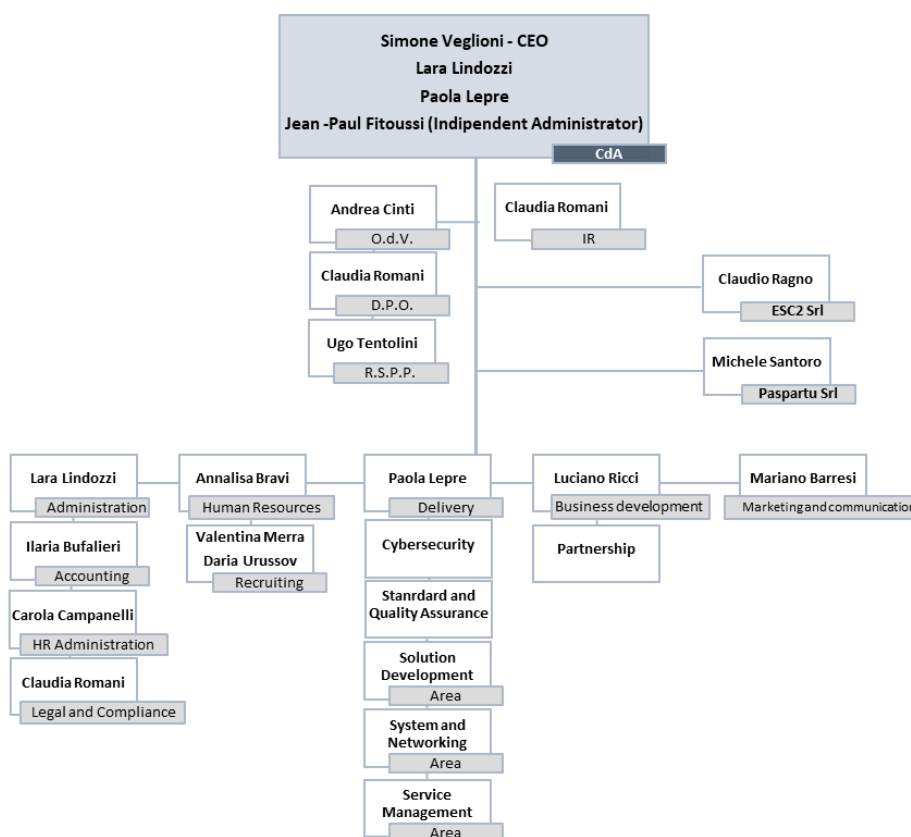 Simone Veglioni - CEO
Lara Lindozzi
Paola Lepre
Jean -Paul Fitoussi (Indipendent Administrator)
CdA
Andrea Cinti
O.d.V.
Claudia Romani
IR
Claudia Romani
D.P.O.
Claudio Ragno
ESC2 Srl
Ugo Tentolini
R.S.P.P.
Michele Santoro
Paspartu Srl
Lara Lindozzi
Administration
Annalisa Bravi
Human Resources
Paola Lepre
Delivery
Luciano Ricci
Business development
Mariano Barresi
Marketing and communication
Ilaria Bufalieri
Accounting
Valentina Merra
Daria Urussov
Recruiting
Cybersecurity
Partnership
Carola Campanelli
HR Administration
Stanrdard and
Quality Assurance
Claudia Romani
Legal and Compliance
Solution
Development
Area
System and
Networking
Area
Service
Management
Area